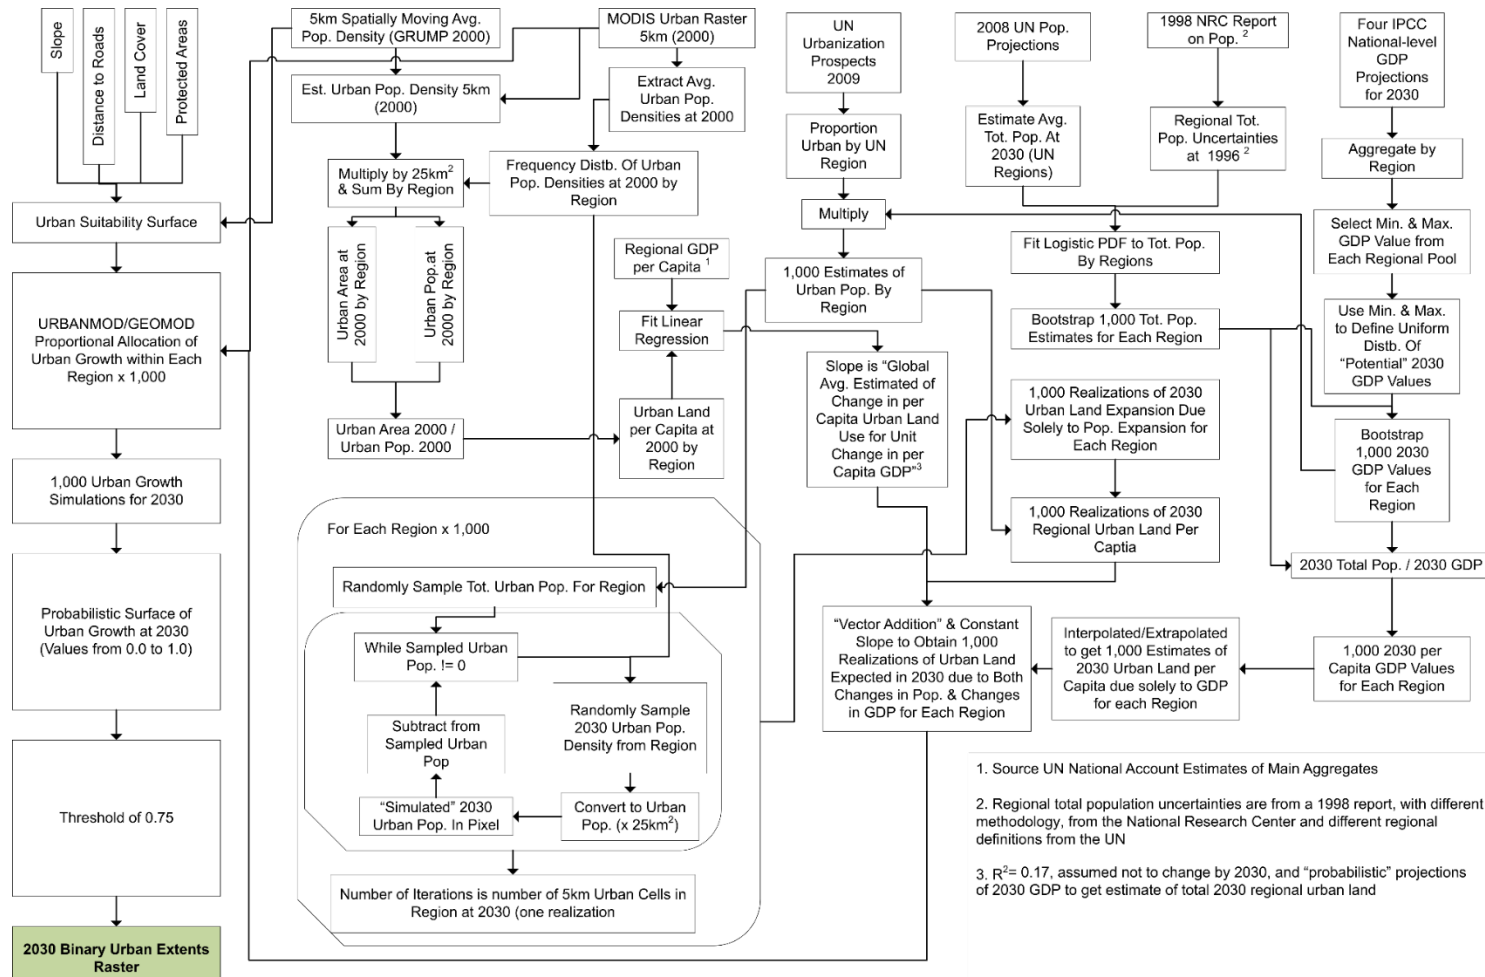 Slope
Distance to Roads
Land Cover
Protected Areas
5km Spatially Moving Avg.
Pop. Density (GRUMP 2000)
MODIS Urban Raster
5km (2000)
UN
Urbanization
Prospects
2009
2008 UN Pop.
Projections
1998 NRC Report
on Pop. 2
Four IPCC
National-level
GDP
Projections
for 2030
Est. Urban Pop. Density 5km
(2000)
Extract Avg.
Urban Pop.
Densities at 2000
Proportion
Urban by UN
Region
Estimate Avg.
Tot. Pop. At
2030 (UN
Regions)
Regional Tot.
Pop. Uncertainties
at 1996 2
Aggregate by
Region
Multiply by 25km2
& Sum By Region
Frequency Distb. Of Urban
Pop. Densities at 2000 by
Region
Urban Suitability Surface
Multiply
Select Min. & Max.
GDP Value from
Each Regional Pool
Urban Area at
2000 by Region
Urban Pop.at
2000 by Region
Regional GDP
per Capita 1
1,000 Estimates of
Urban Pop. By
Region
Fit Logistic PDF to Tot. Pop.
By Regions
URBANMOD/GEOMOD
Proportional Allocation of
Urban Growth within Each
Region x 1,000
Fit Linear
Regression
Bootstrap 1,000 Tot. Pop.
Estimates for Each Region
Use Min. & Max.
to Define Uniform
Distb. Of
“Potential” 2030
GDP Values
Slope is “Global
Avg. Estimated of
Change in per
Capita Urban Land
Use for Unit
Change in per
Capita GDP”3
1,000 Realizations of 2030
Urban Land Expansion Due
Solely to Pop. Expansion for
Each Region
Urban Area 2000 /
Urban Pop. 2000
Urban Land
per Capita at
2000 by
Region
Bootstrap
1,000 2030
GDP Values
for Each
Region
1,000 Urban Growth
Simulations for 2030
For Each Region x 1,000
1,000 Realizations of 2030
Regional Urban Land Per
Captia
2030 Total Pop. / 2030 GDP
Randomly Sample Tot. Urban Pop. For Region
Probabilistic Surface of
Urban Growth at 2030
(Values from 0.0 to 1.0)
While Sampled Urban
Pop. != 0
“Vector Addition” & Constant
Slope to Obtain 1,000
Realizations of Urban Land
Expected in 2030 due to Both
Changes in Pop. & Changes
in GDP for Each Region
Interpolated/Extrapolated
to get 1,000 Estimates of
2030 Urban Land per
Capita due solely to GDP
for each Region
1,000 2030 per
Capita GDP Values
for Each Region
Subtract from
Sampled Urban
Pop
Randomly Sample
2030 Urban Pop.
Density from Region
“Simulated” 2030
Urban Pop. In Pixel
Convert to Urban
Pop. (x 25km2)
Threshold of 0.75
Number of Iterations is number of 5km Urban Cells in
Region at 2030 (one realization
2030 Binary Urban Extents
Raster
1. Source UN National Account Estimates of Main Aggregates
2. Regional total population uncertainties are from a 1998 report, with different
methodology, from the National Research Center and different regional
definitions from the UN
3. R2= 0.17, assumed not to change by 2030, and “probabilistic” projections
of 2030 GDP to get estimate of total 2030 regional urban land